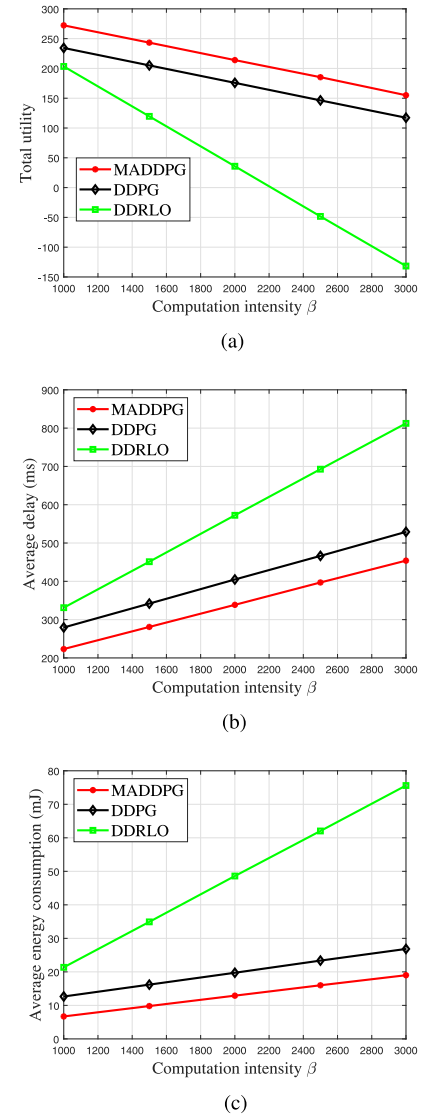 300
250
200
150
100
50
0
-50
-100
-150
Total utility
MADDPG
DDPG
DDRLO
1000 1200 1400 1600 1800 2000 2200 2400 2600 2800 3000
Computation intensity β
(a)
900
800
700
600
500
400
300
200
Average delay (ms)
MADDPG
DDPG
DDRLO
1000 1200 1400 1600 1800 2000 2200 2400 2600 2800 3000
Computation intensity β
(b)
80
70
60
50
40
30
20
10
0
Average energy consumption (mJ)
MADDPG
DDPG
DDRLO
1000 1200 1400 1600 1800 2000 2200 2400 2600 2800 3000
Computation intensity β
(c)